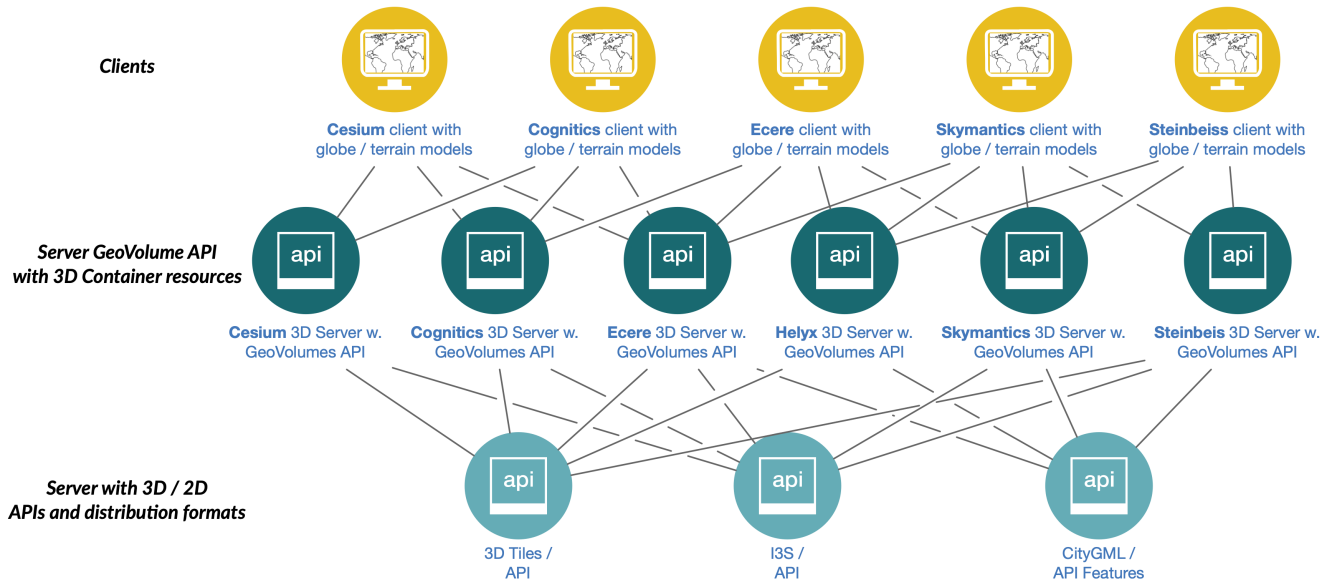 Clients
Cesium client with
globe / terrain models
Cognitics client with
globe / terrain models
Ecere client with
globe / terrain models
Skymantics client with
globe / terrain models
Steinbeiss client with
globe / terrain models
Server GeoVolume API
with 3D Container resources
api
api
api
api
api
api
Cesium 3D Server w.
GeoVolumes API
Cognitics 3D Server w.
GeoVolumes API
Ecere 3D Server w.
GeoVolumes API
Helyx 3D Server w.
GeoVolumes API
Skymantics 3D Server w.
GeoVolumes API
Steinbeis 3D Server w.
GeoVolumes API
Server with 3D / 2D
APIs and distribution formats
api
api
api
3D Tiles /
API
I3S /
API
CityGML /
API Features